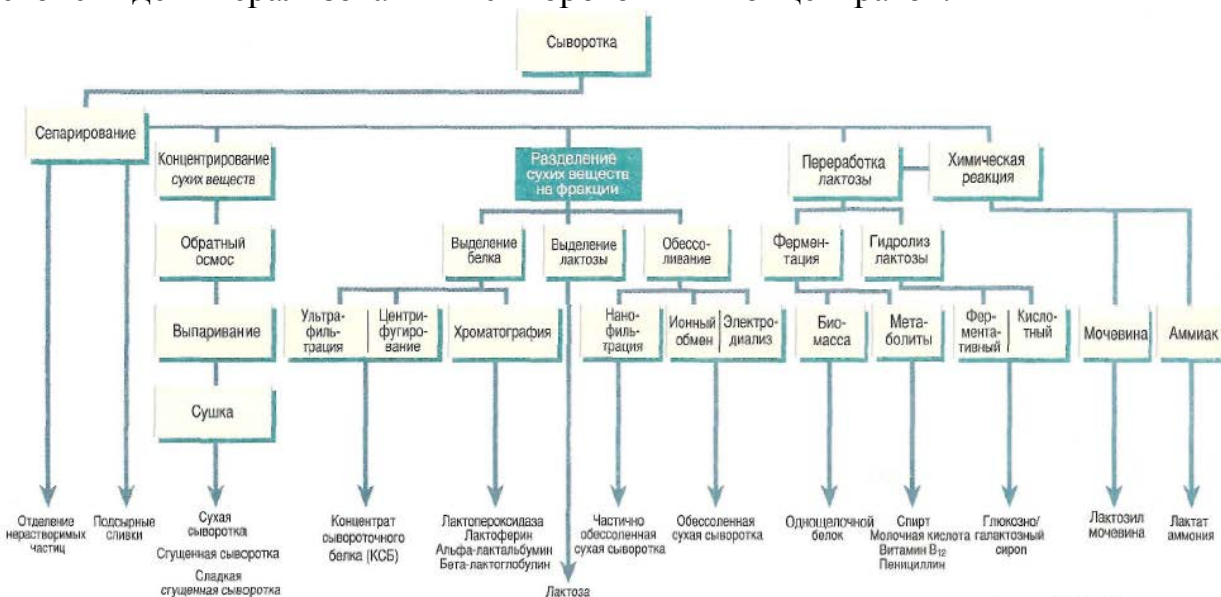 Сыворотка
Сепарирование
Концентрирование
сухих веществ
Разделение
сухих веществ
на фракции
Переработка
лактозы
Химическая
реакция
Обратный
осмос
Выделение
белка
Выделение
лактозы
Обессо-
ливание
Фермен-
тация
Гидролиз
лактозы
Выпаривание
Ультра-
филь-
трация
Центри-
фугиро-
вание
Хроматография
Нано-
филь-
трация
Ионный
обмен
Электро-
диализ
Био-
масса
Мета-
болиты
Фер-
мента-
тивный
Кисло-
тный
Мочевина
Аммиак
Сушка
Отделение
нерастворимых
частиц
Подсырные
сливки
Сухая
сыворотка
Сгущенная сыворотка
Сладкая
сгущенная сыворотка
Концентрат
сывороточного
белка (КСБ)
Лактопероксидаза
Лактоферин
Альфа-лактальбумин
Бета-лактоглобулин
Лактоза
Частично
обессоленная
сухая сыворотка
Обессоленная
сухая сыворотка
Однощелочной
белок
Спирт
Молочная кислота
Витамин B12
Пенициллин
Глюкозно/
галактозный
сироп
Лактозил
мочевина
Лактат
аммония